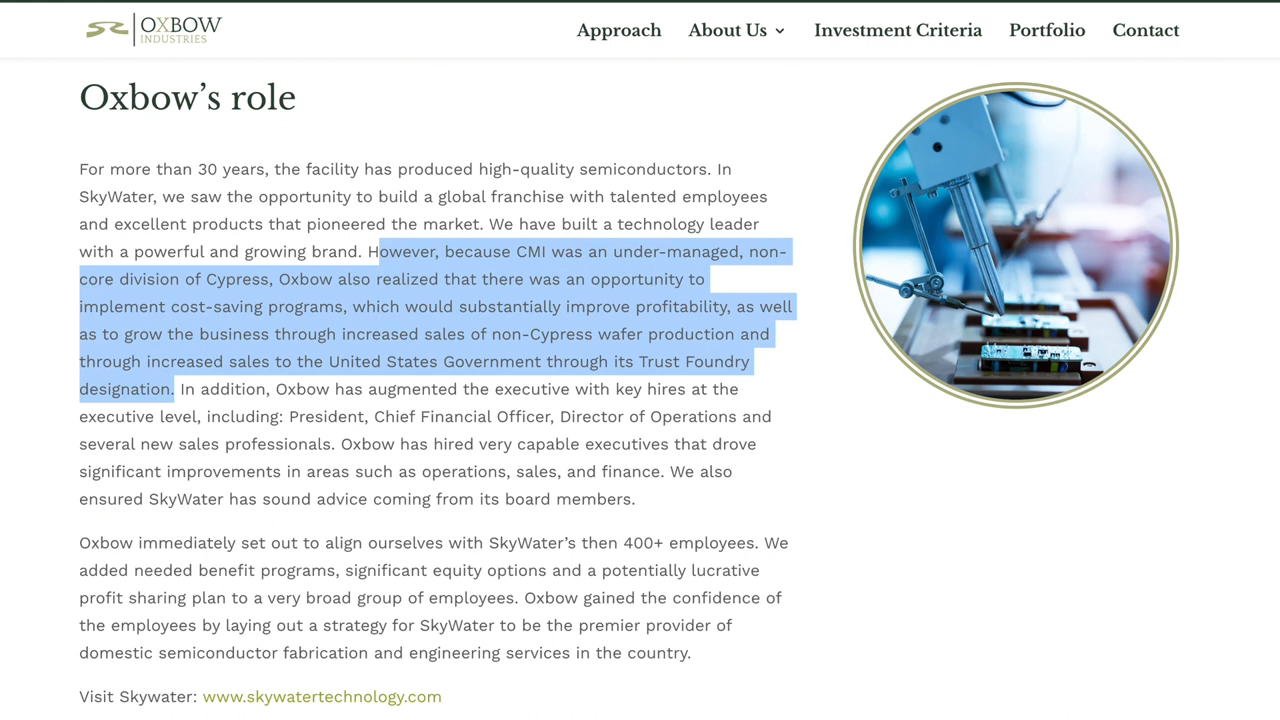 OXBOW
INDUSTRIES
Approach
About Us
Investment Criteria
Portfolio
Contact
Oxbow’s role
For more than 30 years, the facility has produced high-quality semiconductors. In
SkyWater, we saw the opportunity to build a global franchise with talented employees
and excellent products that pioneered the market. We have built a technology leader
with a powerful and growing brand. However, because CMI was an under-managed, non-
core division of Cypress, Oxbow also realized that there was an opportunity to
implement cost-saving programs, which would substantially improve profitability, as well
as to grow the business through increased sales of non-Cypress wafer production and
through increased sales to the United States Government through its Trust Foundry
designation. In addition, Oxbow has augmented the executive with key hires at the
executive level, including: President, Chief Financial Officer, Director of Operations and
several new sales professionals. Oxbow has hired very capable executives that drove
significant improvements in areas such as operations, sales, and finance. We also
ensured SkyWater has sound advice coming from its board members.
Oxbow immediately set out to align ourselves with SkyWater’s then 400+ employees. We
added needed benefit programs, significant equity options and a potentially lucrative
profit sharing plan to a very broad group of employees. Oxbow gained the confidence of
the employees by laying out a strategy for SkyWater to be the premier provider of
domestic semiconductor fabrication and engineering services in the country.
Visit Skywater: www.skywatertechnology.com